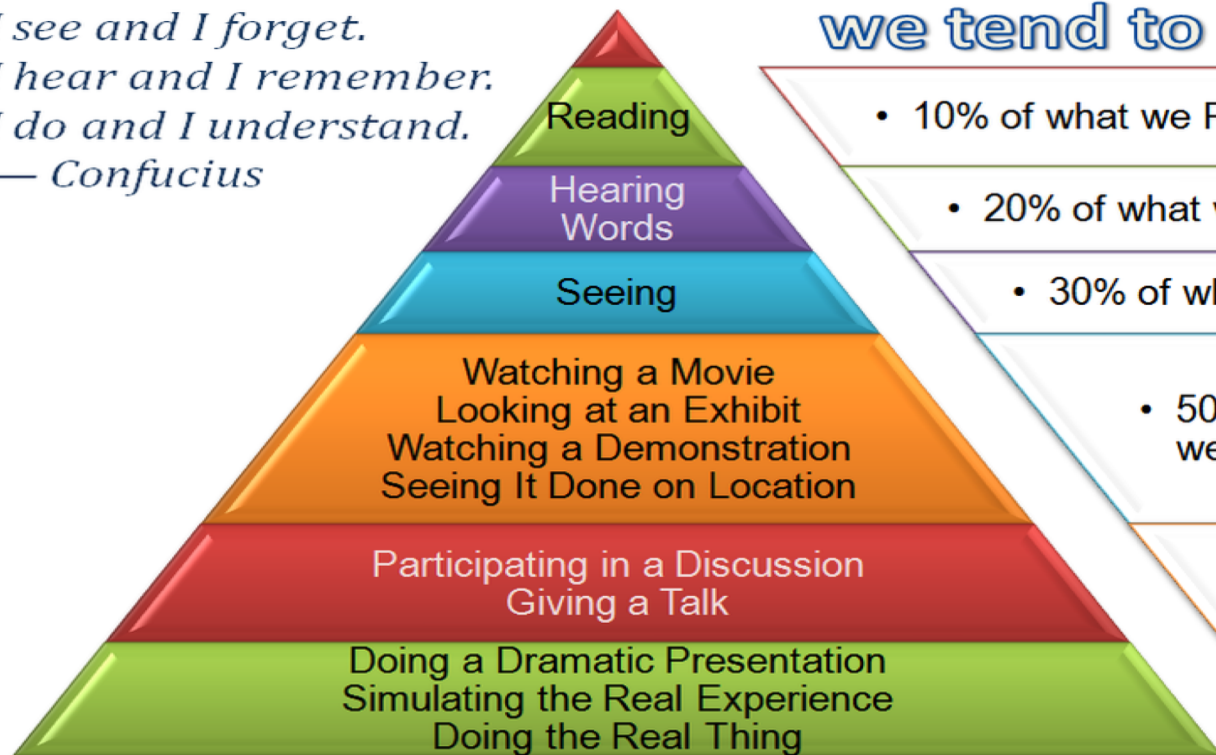 see and I forget.
hear and I remember.
do and I understand.
— Confucius
we tend to
Reading
Hearing
Words
Seeing
Watching a Movie
Looking at an Exhibit
Watching a Demonstration
Seeing It Done on Location
Participating in a Discussion
Giving a Talk
Doing a Dramatic Presentation
Simulating the Real Experience
Doing the Real Thing
• 10% of what we
• 20% of what
• 30% of
• 50
we